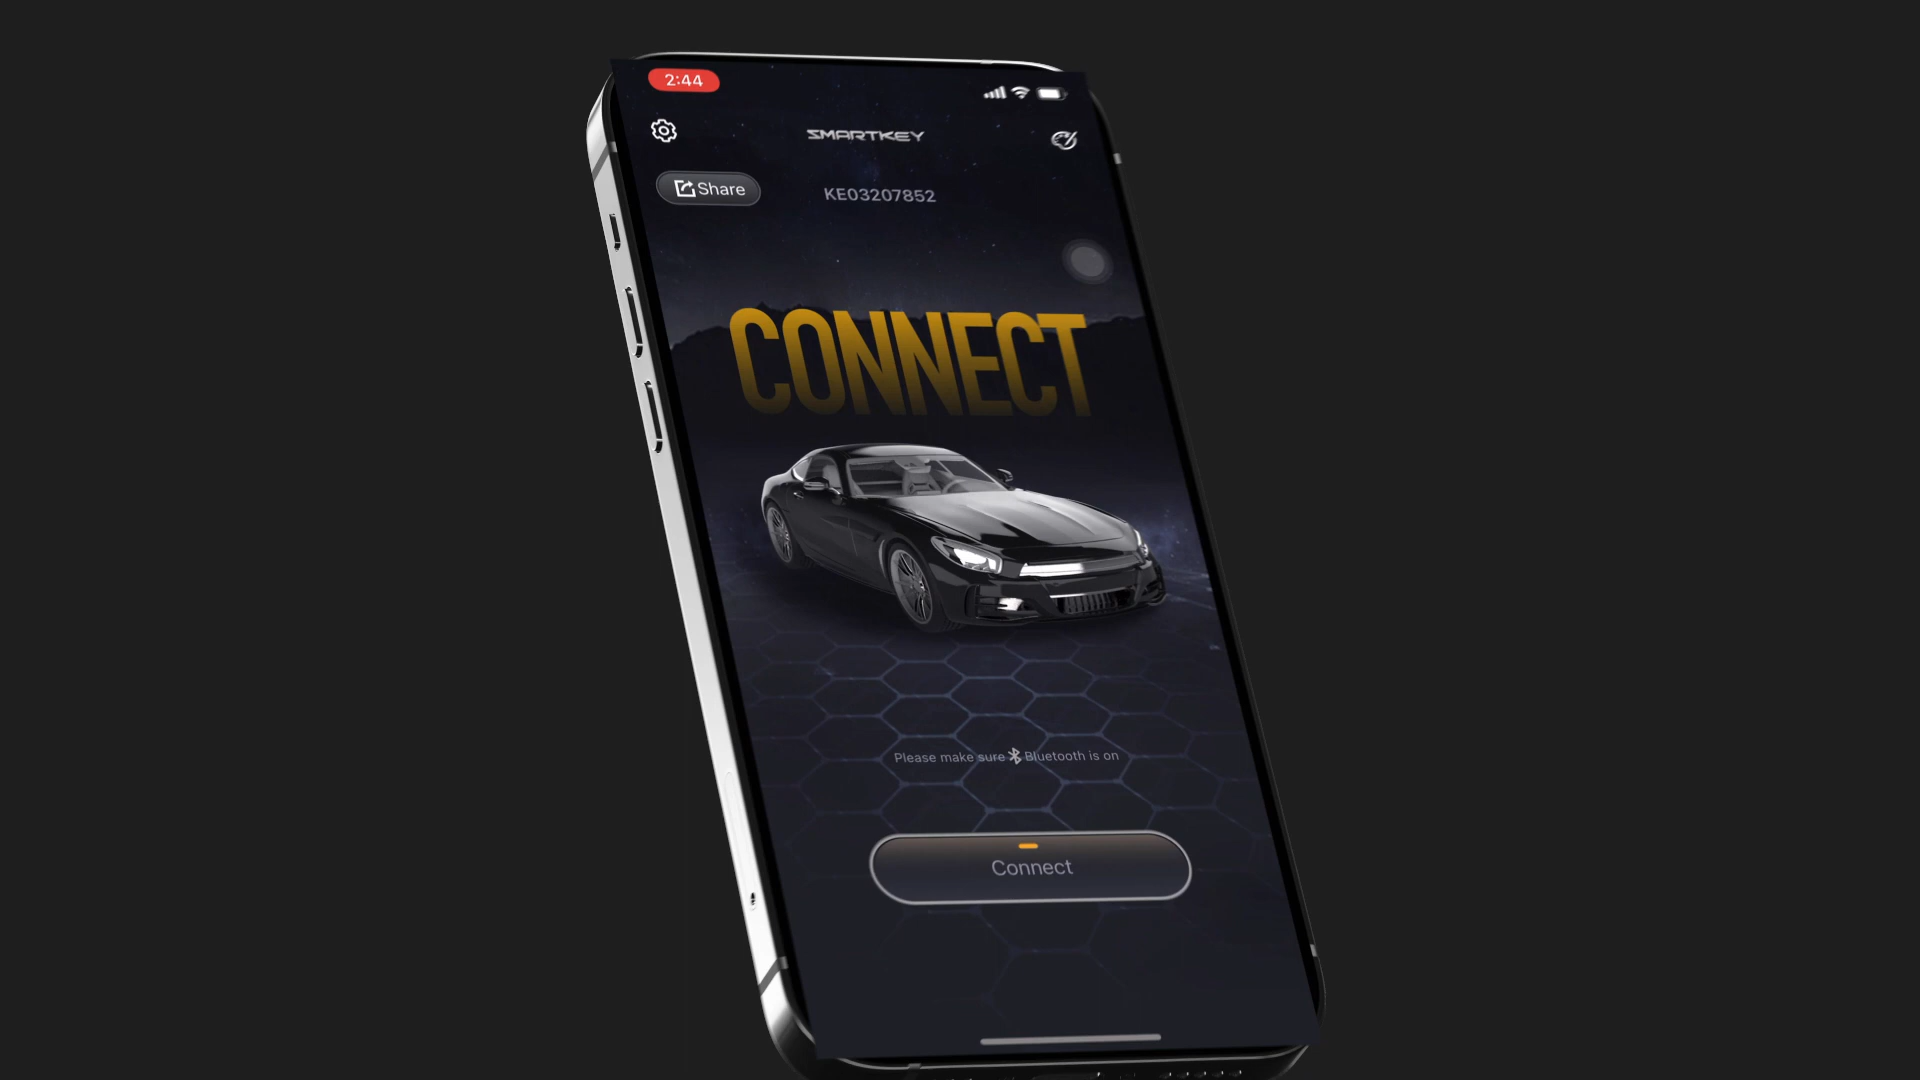 2:44
SMARTKEY
Share
KE03207852
CONNECT
Please make sure Bluetooth is on
Connect